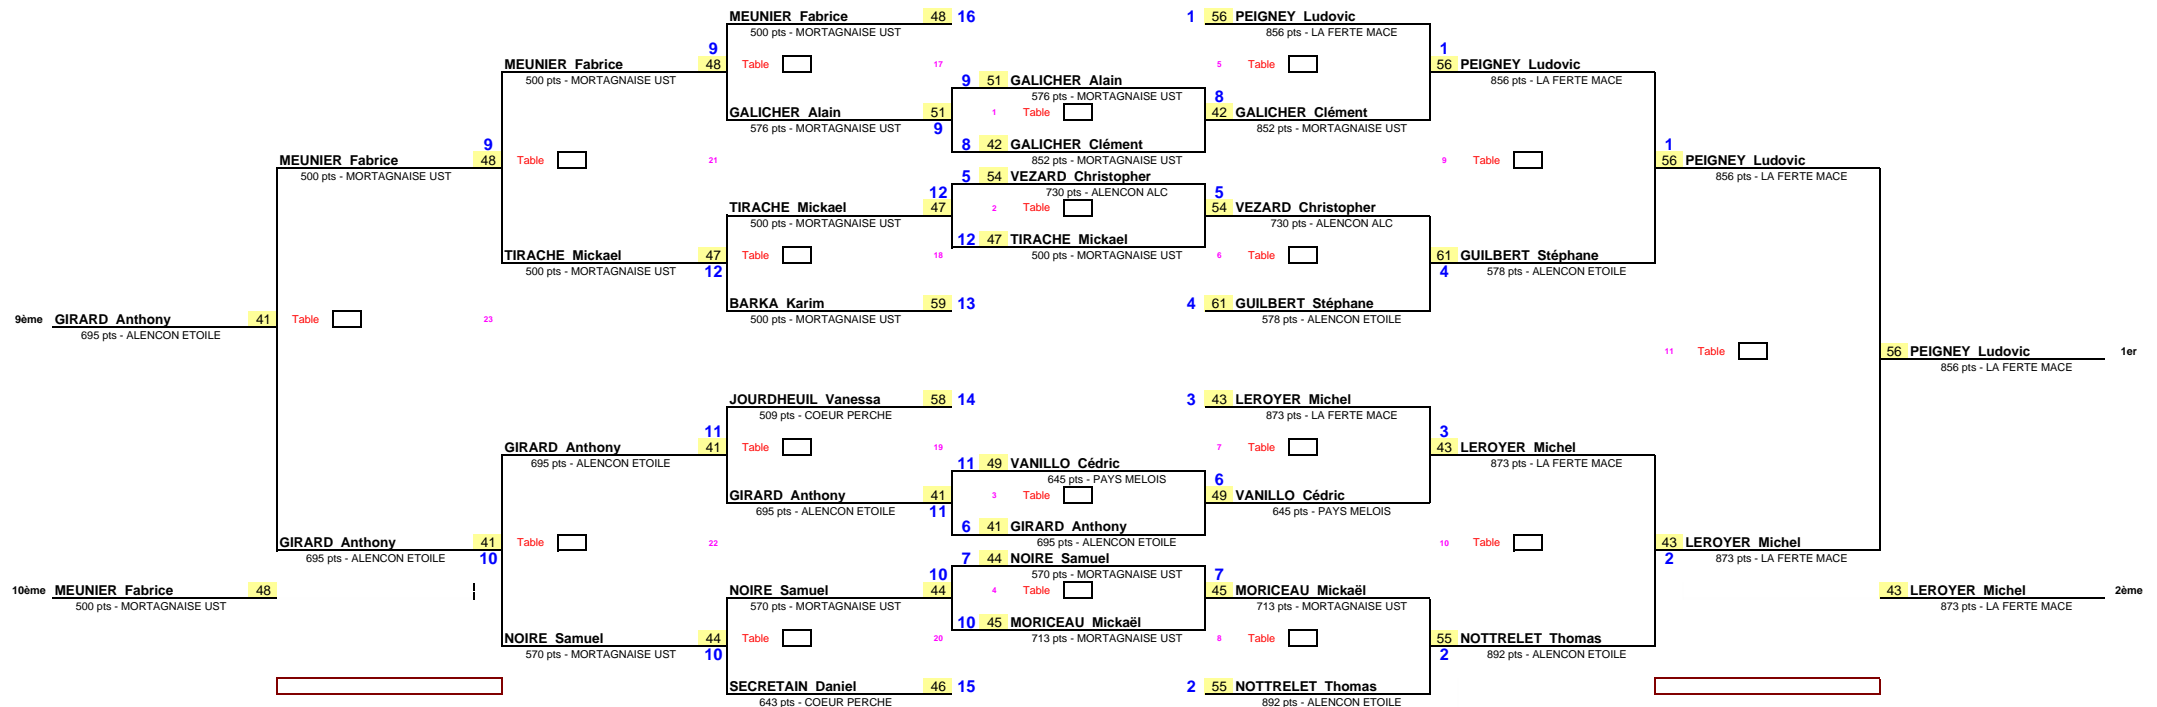 MEUNIER Fabrice 48 16 1 56 PEIGNEY Ludovic
500 pts - MORTAGNAISE UST 856 pts - LA FERTE MACE
9 1
MEUNIER Fabrice 48 Table 17 5 Table 56 PEIGNEY Ludovic
500 pts - MORTAGNAISE UST 9 51 GALICHER Alain 856 pts - LA FERTE MACE
576 pts - MORTAGNAISE UST 8
GALICHER Alain 51 1 Table 42 GALICHER Clément
576 pts - MORTAGNAISE UST 9 852 pts - MORTAGNAISE UST
9 8 42 GALICHER Clément 1
MEUNIER Fabrice 48 Table 21 852 pts - MORTAGNAISE UST 9 Table 56 PEIGNEY Ludovic
500 pts - MORTAGNAISE UST 5 54 VEZARD Christopher 856 pts - LA FERTE MACE
12 730 pts - ALENCON ALC 5
TIRACHE Mickael 47 2 Table 54 VEZARD Christopher
500 pts - MORTAGNAISE UST 730 pts - ALENCON ALC
12 47 TIRACHE Mickael
TIRACHE Mickael 47 Table 18 500 pts - MORTAGNAISE UST 6 Table 61 GUILBERT Stéphane
500 pts - MORTAGNAISE UST 12 4 578 pts - ALENCON ETOILE
BARKA Karim 59 13 4 61 GUILBERT Stéphane
9ème GIRARD Anthony 41 Table 23 500 pts - MORTAGNAISE UST 578 pts - ALENCON ETOILE
695 pts - ALENCON ETOILE
11 Table 56 PEIGNEY Ludovic 1er
856 pts - LA FERTE MACE
JOURDHEUIL Vanessa 58 14 3 43 LEROYER Michel
509 pts - COEUR PERCHE 873 pts - LA FERTE MACE
11 3
GIRARD Anthony 41 Table 19 7 Table 43 LEROYER Michel
695 pts - ALENCON ETOILE 11 49 VANILLO Cédric 873 pts - LA FERTE MACE
645 pts - PAYS MELOIS 6
GIRARD Anthony 41 3 Table 49 VANILLO Cédric
695 pts - ALENCON ETOILE 11 645 pts - PAYS MELOIS
6 41 GIRARD Anthony
GIRARD Anthony 41 Table 22 695 pts - ALENCON ETOILE 10 Table 43 LEROYER Michel
695 pts - ALENCON ETOILE 10 7 44 NOIRE Samuel 2 873 pts - LA FERTE MACE
10 570 pts - MORTAGNAISE UST 7
10ème MEUNIER Fabrice 48 NOIRE Samuel 44 4 Table 45 MORICEAU Mickaël 43 LEROYER Michel 2ème
500 pts - MORTAGNAISE UST 570 pts - MORTAGNAISE UST 713 pts - MORTAGNAISE UST 873 pts - LA FERTE MACE
10 45 MORICEAU Mickaël
NOIRE Samuel 44 Table 20 713 pts - MORTAGNAISE UST 8 Table 55 NOTTRELET Thomas
570 pts - MORTAGNAISE UST 10 2 892 pts - ALENCON ETOILE
SECRETAIN Daniel 46 15 2 55 NOTTRELET Thomas
643 pts - COEUR PERCHE 892 pts - ALENCON ETOILE